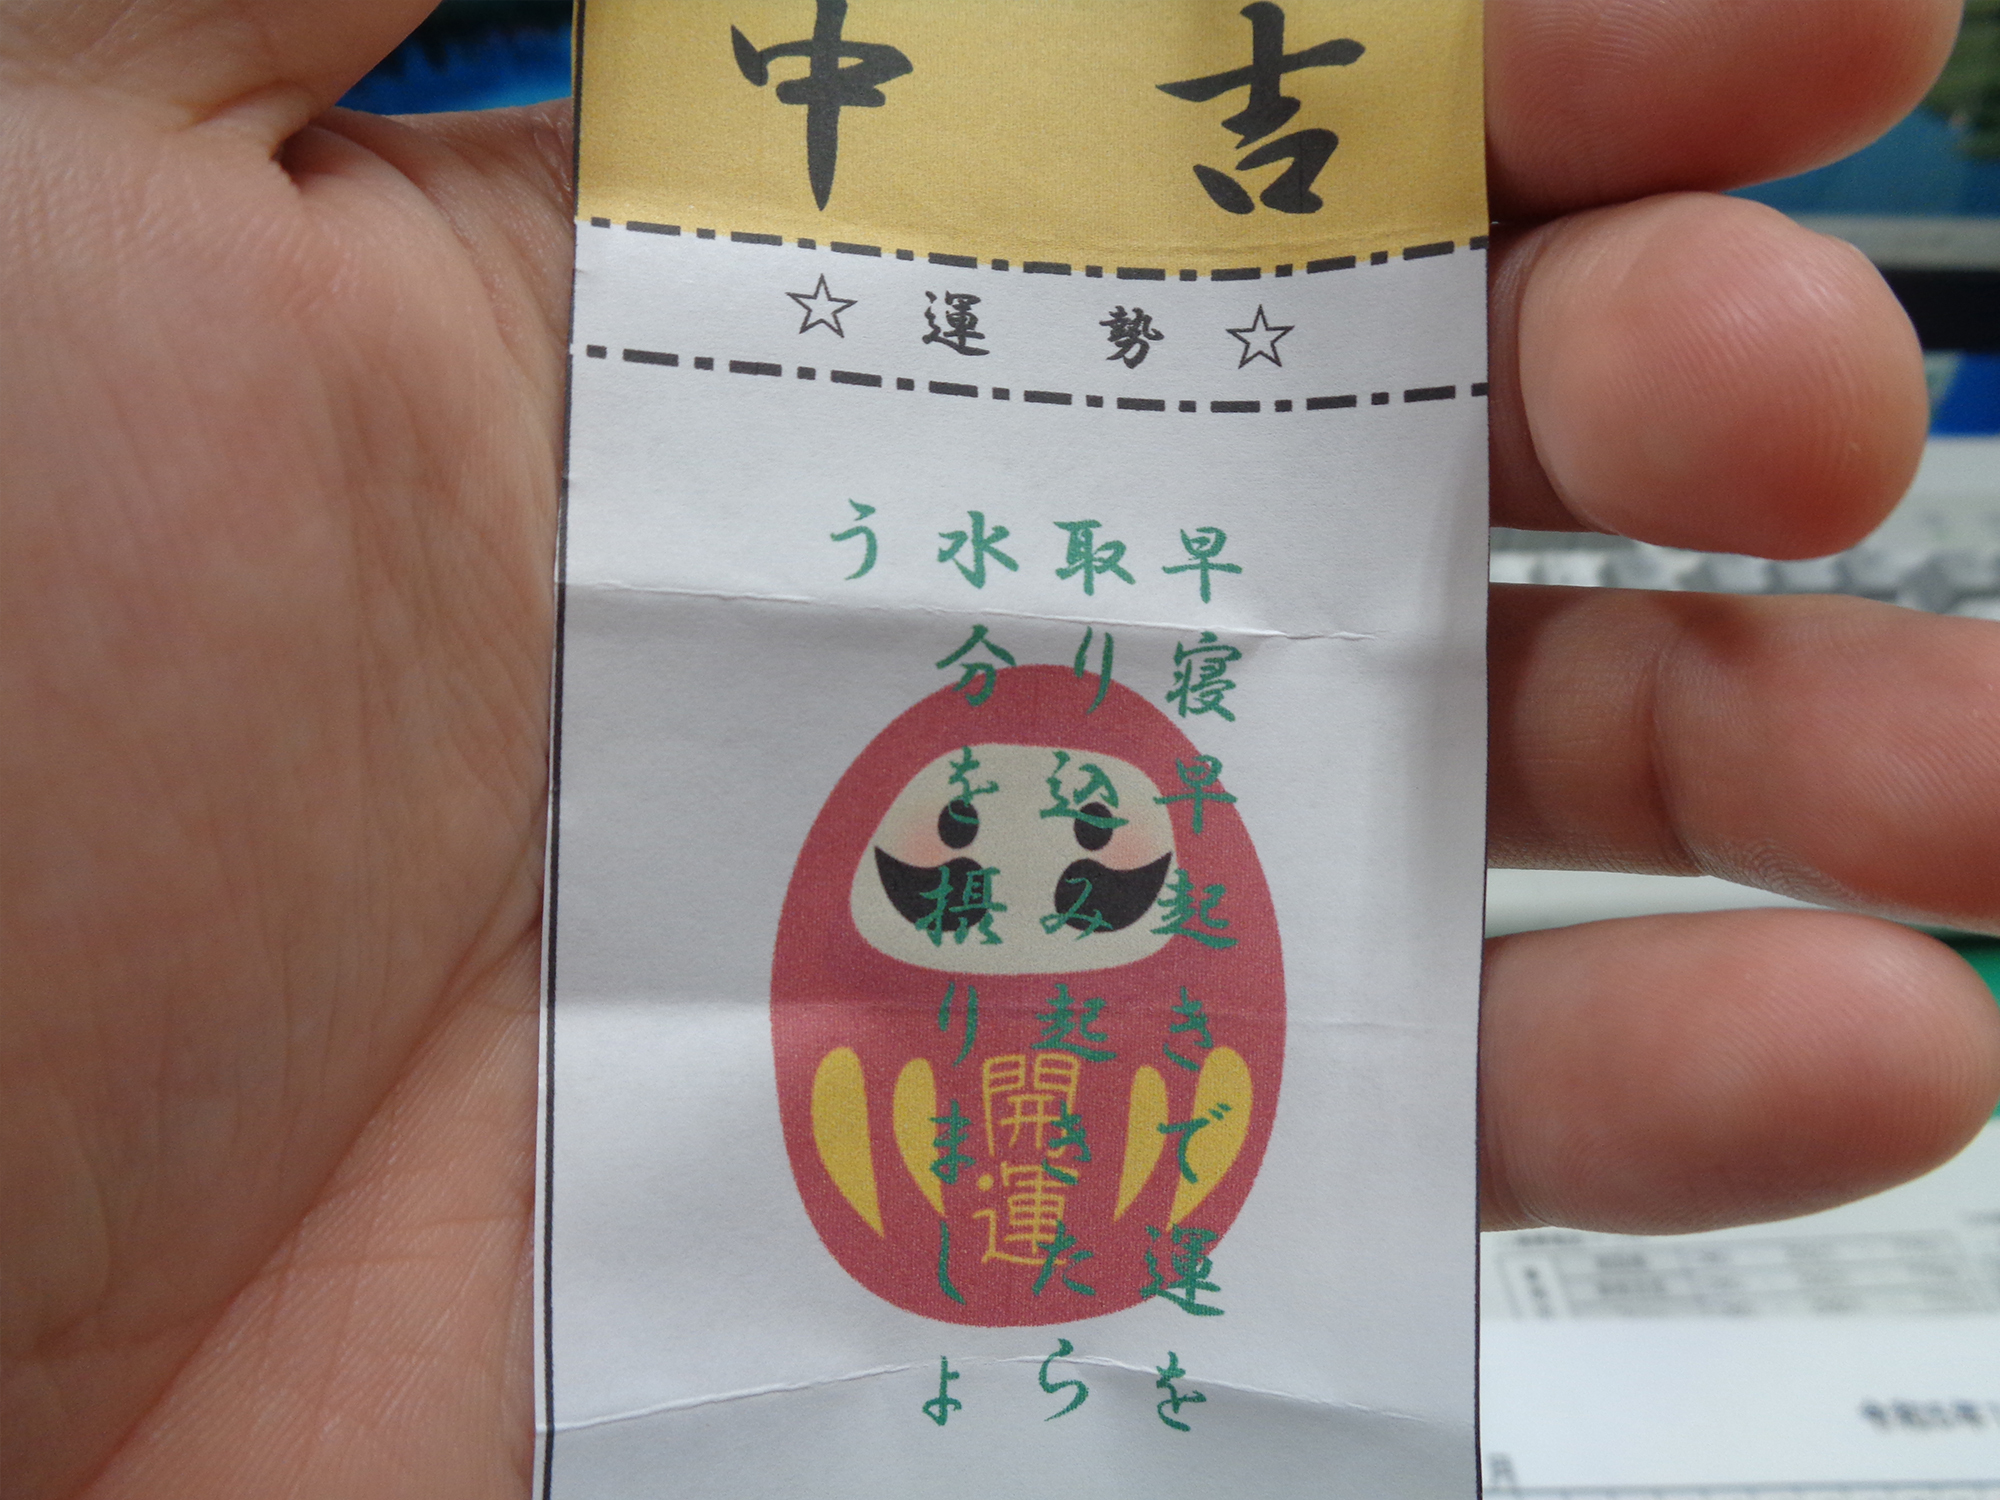 中 吉
☆ 運 勢 ☆
早寝早起きで運を
取り込み起きたら
水分を摂りましょ
う
開運